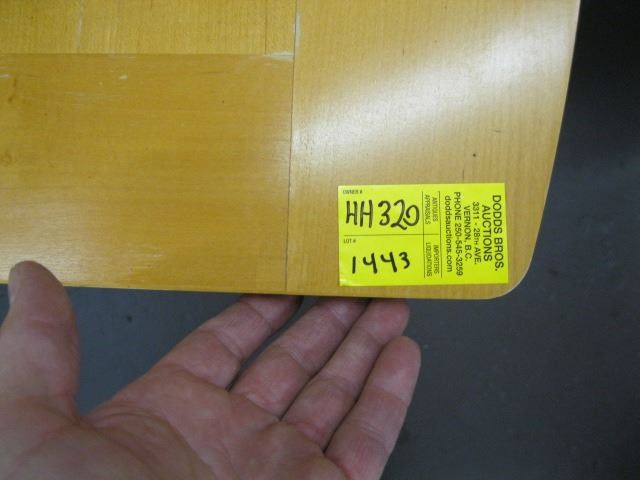 OWNER #
HH320
LOT #
1443
ANTIQUES
APPRAISALS
IMPORTERS
LIQUIDATIONS
DODDS BROS.
AUCTIONS
3311 - 28TH AVE.
VERNON, B.C.
PHONE 250-545-3259
doddsauctions.com